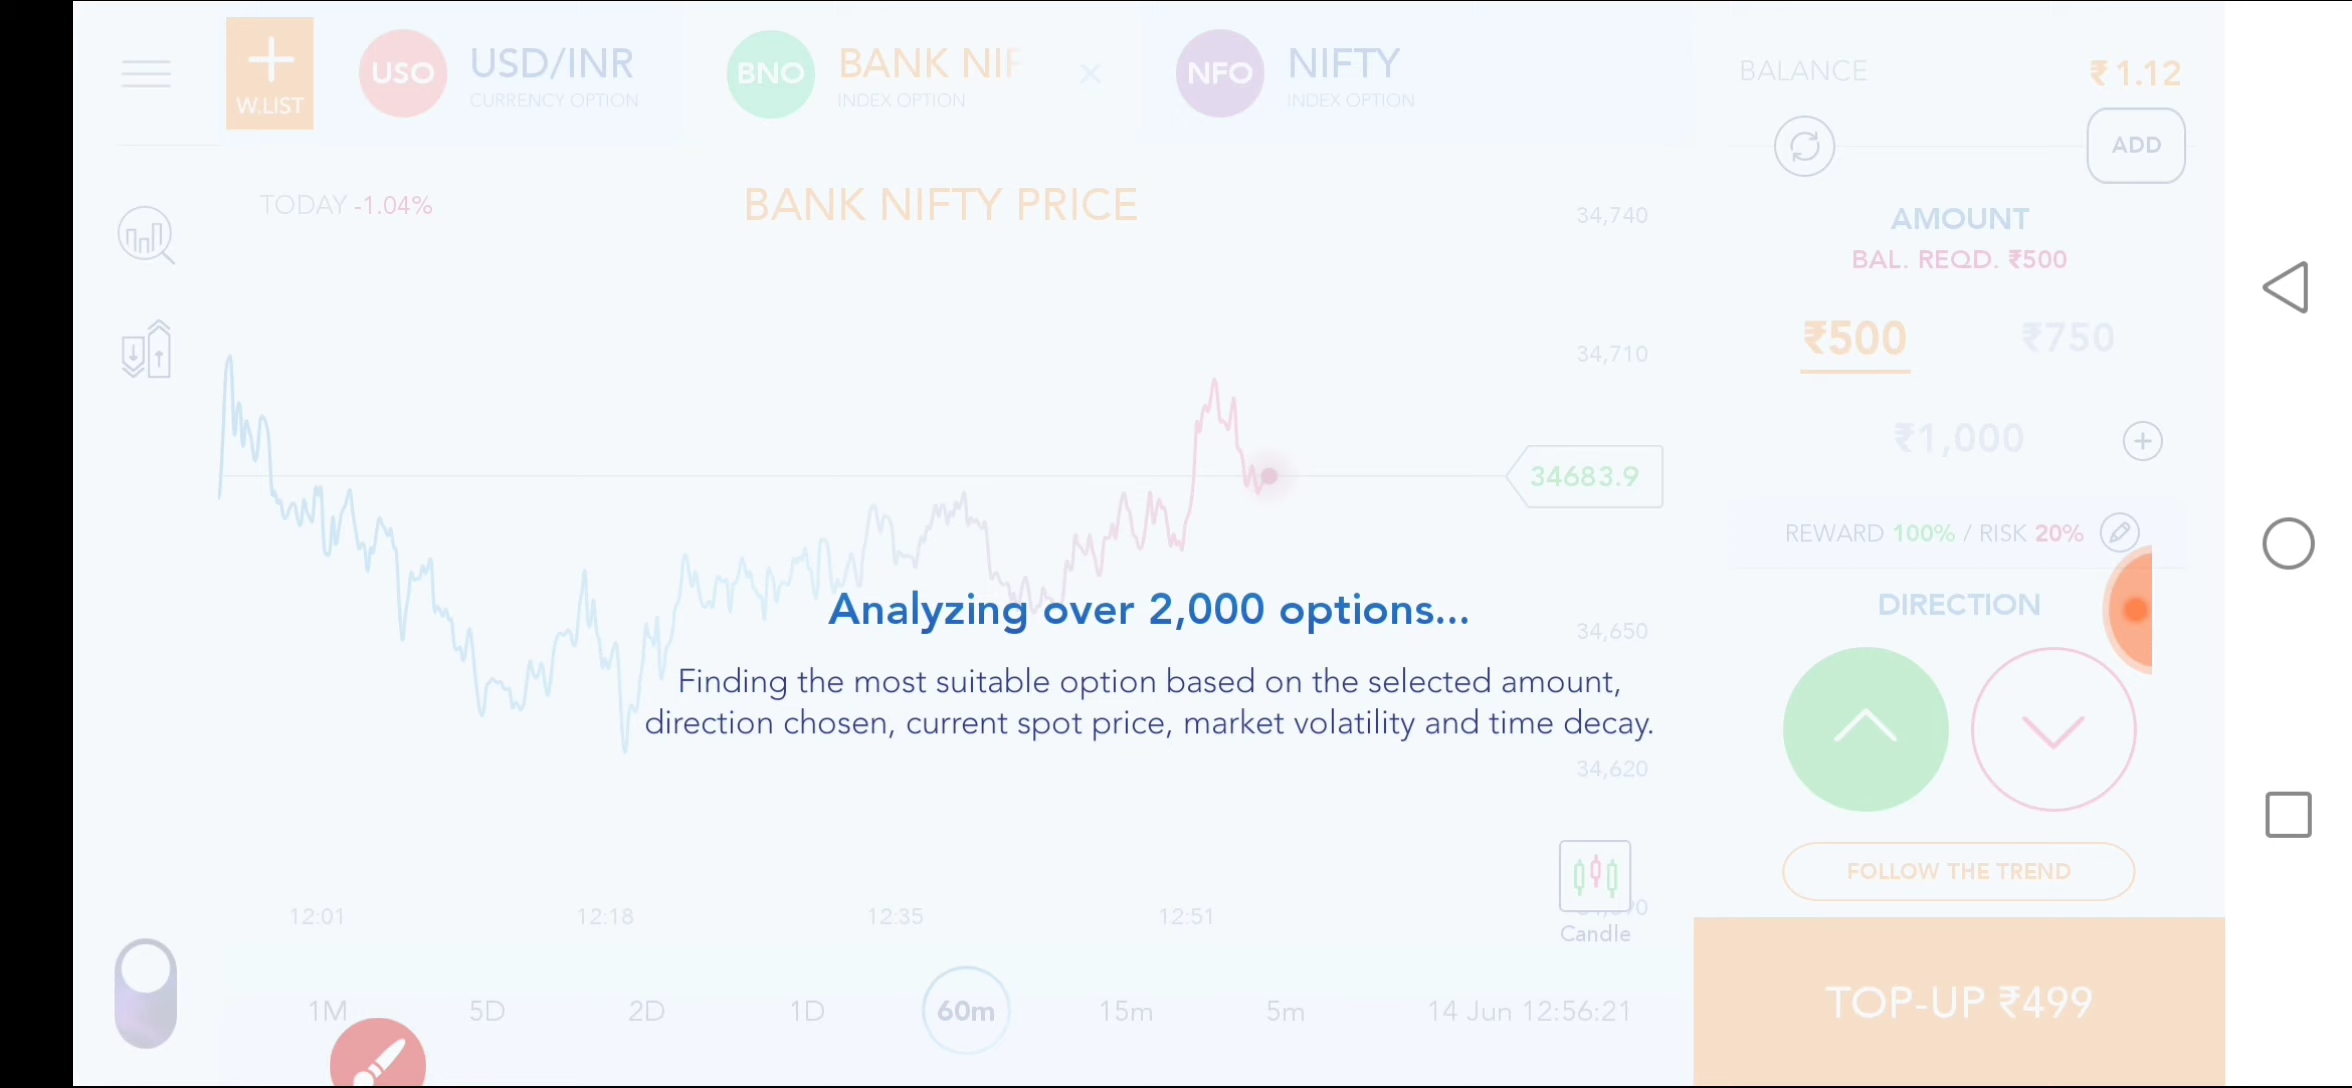 W.LIST
USO
USD/INR
CURRENCY OPTION
BNO
BANK NIF
INDEX OPTION
×
NFO
NIFTY
INDEX OPTION
BALANCE
₹ 1.12
ADD
TODAY -1.04%
BANK NIFTY PRICE
34,740
AMOUNT
BAL. REQD. ₹500
34,710
₹500
₹750
₹1,000
34683.9
REWARD 100% / RISK 20%
DIRECTION
Analyzing over 2,000 options...
34,650
Finding the most suitable option based on the selected amount,
direction chosen, current spot price, market volatility and time decay.
34,620
FOLLOW THE TREND
12:01
12:18
12:35
12:51
Candle
1M
5D
2D
1D
60m
15m
5m
14 Jun 12:56:21
TOP-UP ₹499